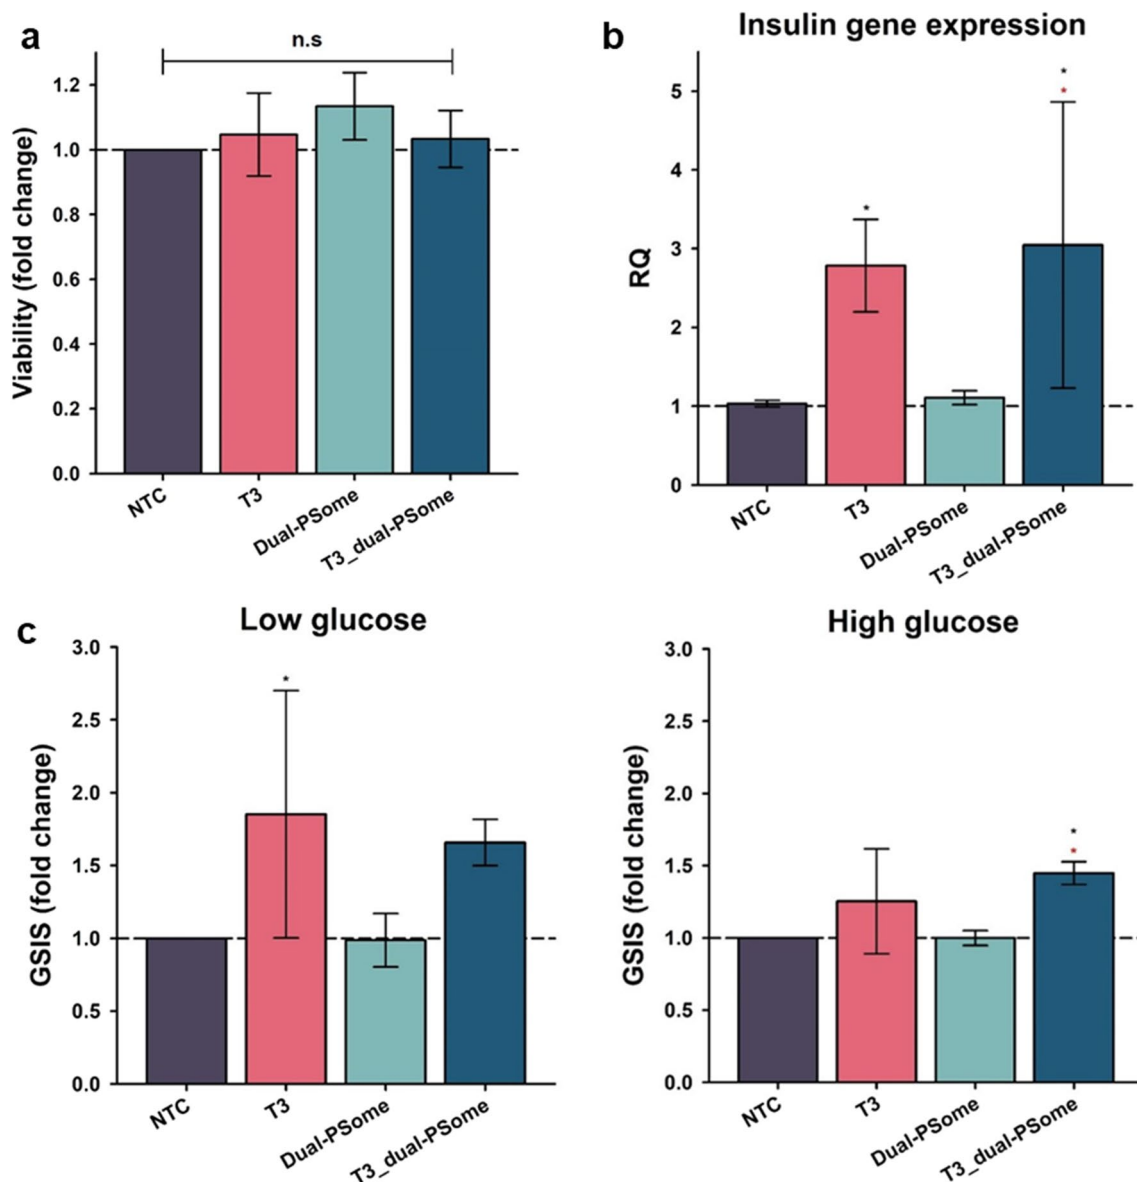 a
n.s
Viability (fold change)
1.2
1.0
0.8
0.6
0.4
0.2
0.0
NTC
T3
Dual-PSome
T3_dual-PSome
b
Insulin gene expression
RQ
5
4
3
2
1
0
*
*
*
NTC
T3
Dual-PSome
T3_dual-PSome
c
Low glucose
GSIS (fold change)
3.0
2.5
2.0
1.5
1.0
0.5
0.0
*
NTC
T3
Dual-PSome
T3_dual-PSome
High glucose
GSIS (fold change)
3.0
2.5
2.0
1.5
1.0
0.5
0.0
*
*
NTC
T3
Dual-PSome
T3_dual-PSome